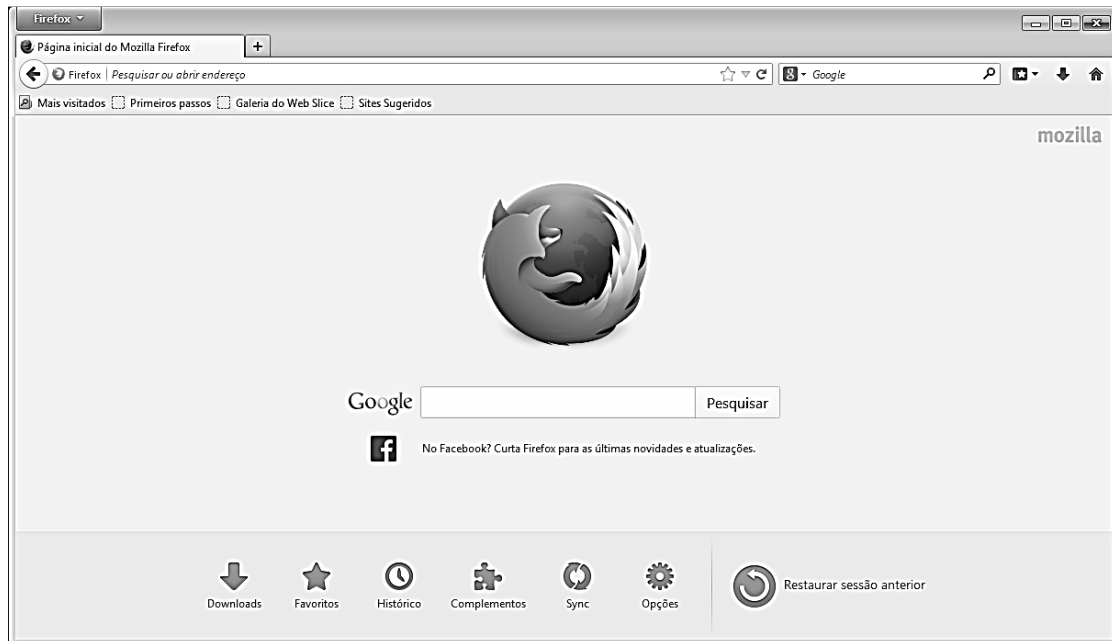 Firefox
Página inicial do Mozilla Firefox
Firefox Pesquisar ou abrir endereço Google
Mais visitados Primeiros passos Galeria do Web Slice Sites Sugeridos
mozilla
Google Pesquisar
No Facebook? Curta Firefox para as últimas novidades e atualizações.
Downloads Favoritos Histórico Complementos Sync Opções Restaurar sessão anterior